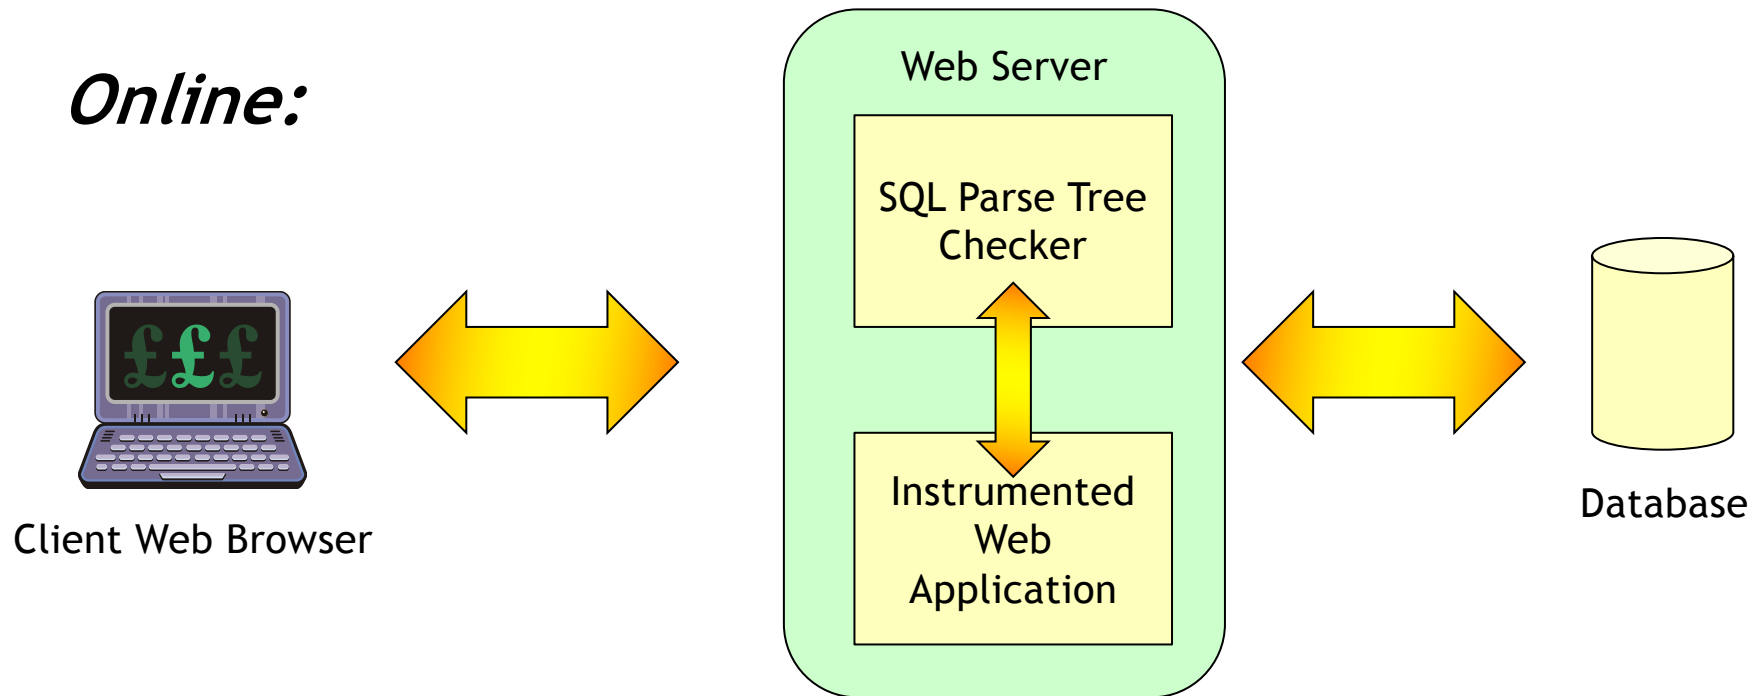 Online:
Web Server
SQL Parse Tree
Checker
£££
Client Web Browser
Instrumented
Web
Application
Database